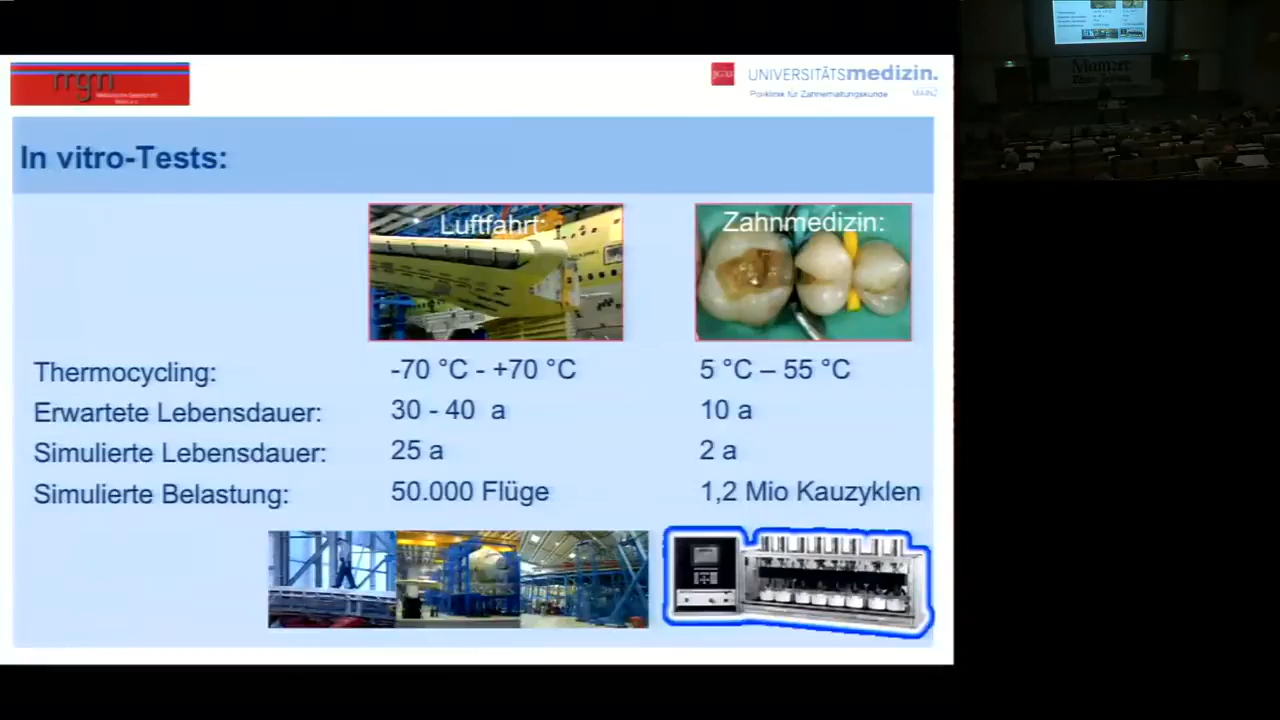 mgm
UNIVERSITÄTSmedizin.
Poliklinik für Zahnerhaltungskunde
MAINZ
In vitro-Tests:
Luftfahrt:
Zahnmedizin:
Thermocycling:
-70 °C - +70 °C
5 °C – 55 °C
Erwartete Lebensdauer:
30 - 40 a
10 a
Simulierte Lebensdauer:
25 a
2 a
Simulierte Belastung:
50.000 Flüge
1,2 Mio Kauzyklen